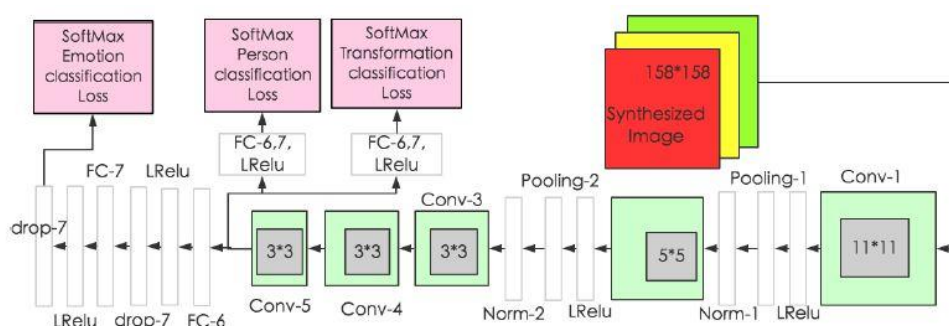 SoftMax
Emotion
classification
Loss
SoftMax
Person
classification
Loss
SoftMax
Transformation
classification
Loss
158*158
Synthesized
Image
FC-6,7,
LRelu
FC-6,7,
LRelu
FC-7
LRelu
Conv-3
Pooling-2
Pooling-1
Conv-1
drop-7
3*3
3*3
3*3
5*5
11*11
Conv-5
Conv-4
Norm-2
LRelu
Norm-1
LRelu
LRelu
drop-7
FC-6